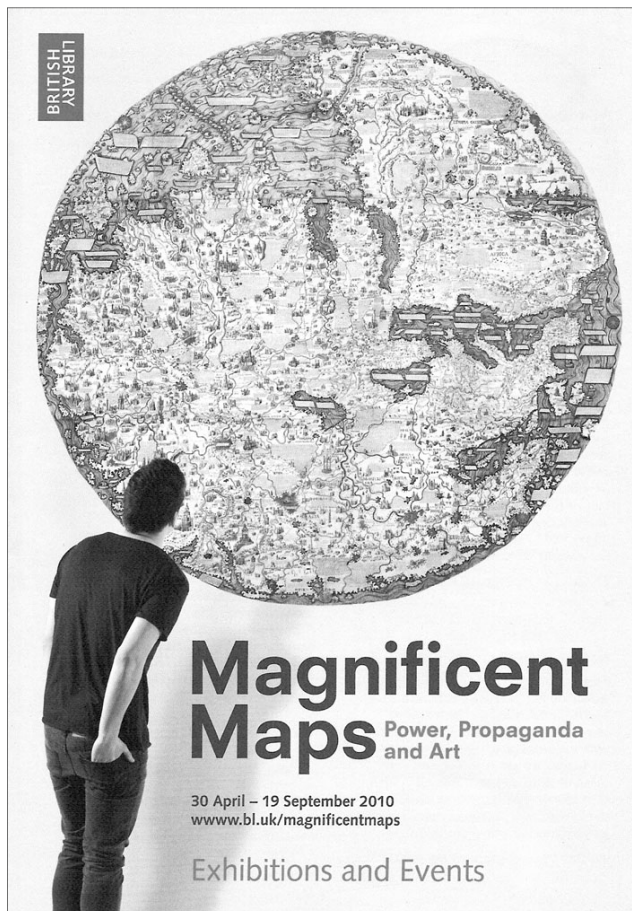 BRITISH
LIBRARY
Magnificent
Maps
Power, Propaganda
and Art
30 April – 19 September 2010
wwww.bl.uk/magnificentmaps
Exhibitions and Events